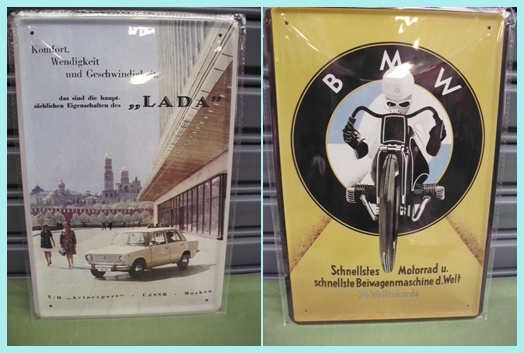 Komfort,
Wendigkeit
und Geschwindigkeit,
das sind die haupt-
sächlichen Eigenschaften des „LADA"
V/O „Avtoexport" - UdSSR - Moskau
BMW
Schnellstes Motorrad u.
schnellste Beiwagenmaschine d. Welt